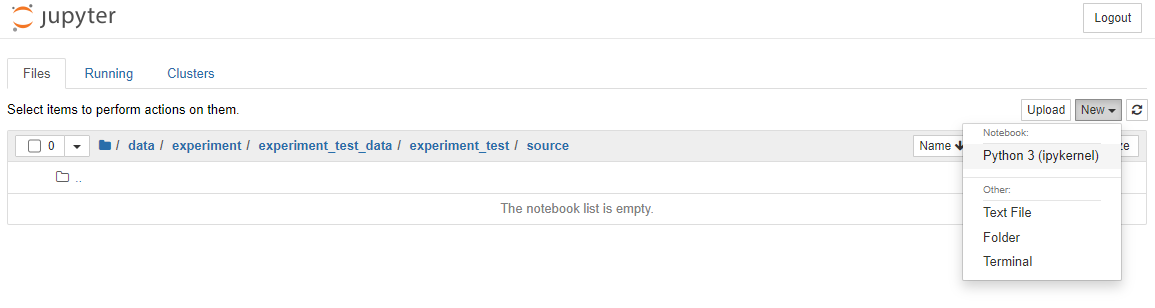 jupyter
Logout
Files Running Clusters
Select items to perform actions on them.
Upload New
0 / data / experiment / experiment_test_data / experiment_test / source
Name
ze
Notebook:
Python 3 (ipykernel)
..
The notebook list is empty.
Other:
Text File
Folder
Terminal